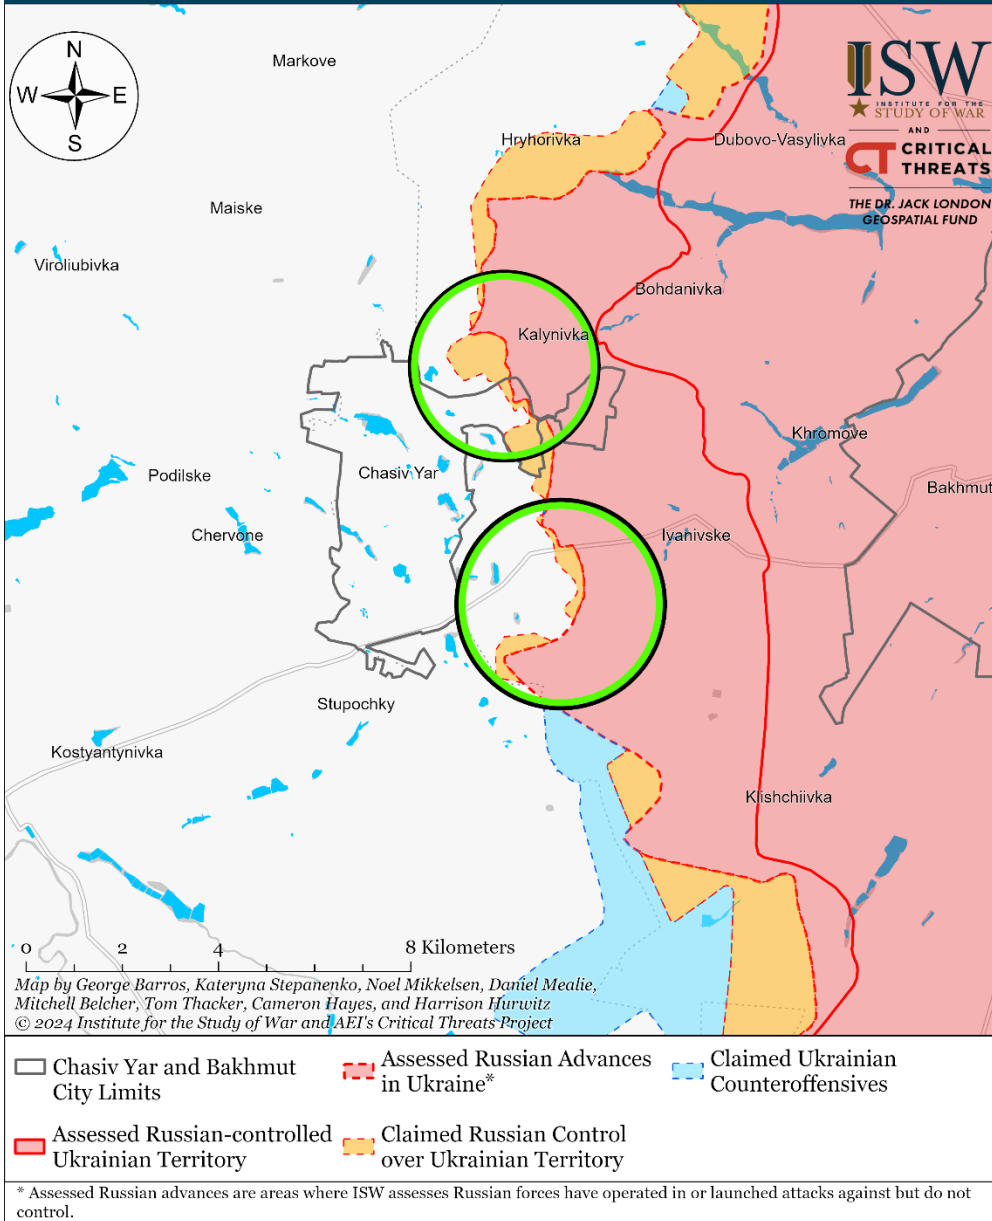 N
W
E
S
Markove
ISW
INSTITUTE FOR THE
STUDY OF WAR
AND
CT CRITICAL
THREATS
THE DR. JACK LONDON
GEOSPATIAL FUND
Hryhorivka
Dubovo-Vasylivka
Maiske
Viroliubivka
Bohdanivka
Kalynivka
Khromove
Podilske
Chasiv Yar
Bakhmut
Chervone
Ivanivske
Stupochky
Kostyantynivka
Klishchiivka
0 2 4 8 Kilometers
Map by George Barros, Kateryna Stepanenko, Noel Mikkelsen, Daniel Mealie,
Mitchell Belcher, Tom Thacker, Cameron Hayes, and Harrison Hurwitz
© 2024 Institute for the Study of War and AEI's Critical Threats Project
Chasiv Yar and Bakhmut
City Limits
Assessed Russian Advances
in Ukraine*
Claimed Ukrainian
Counteroffensives
Assessed Russian-controlled
Ukrainian Territory
Claimed Russian Control
over Ukrainian Territory
* Assessed Russian advances are areas where ISW assesses Russian forces have operated in or launched attacks against but do not
control.